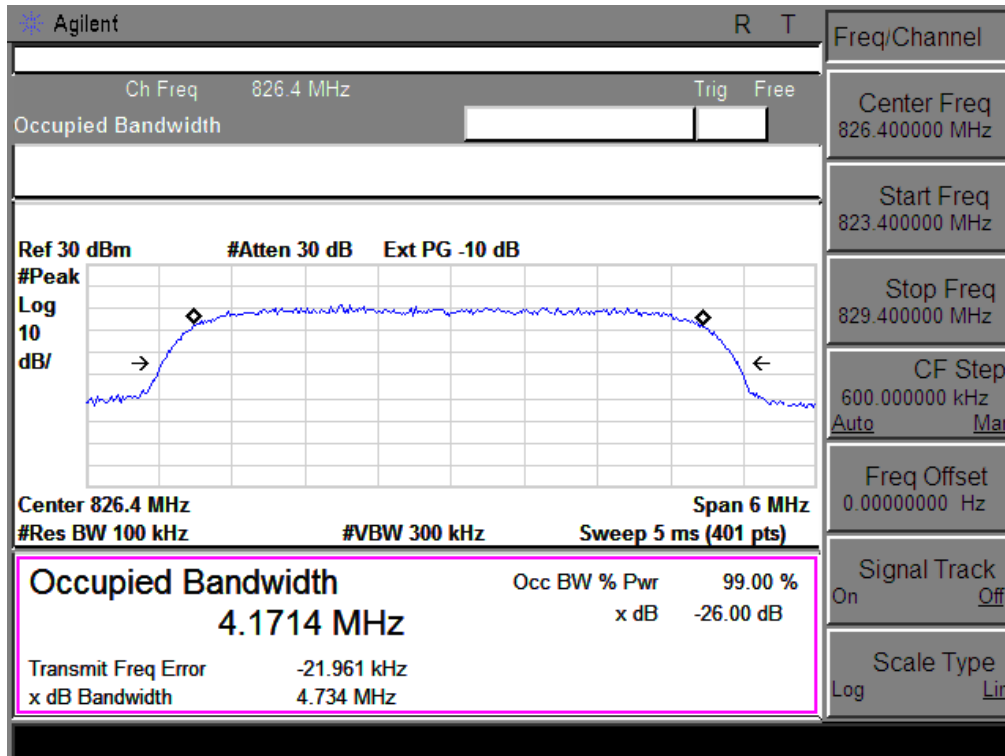 Agilent R T
Ch Freq 826.4 MHz Trig Free
Occupied Bandwidth
Ref 30 dBm #Atten 30 dB Ext PG -10 dB
#Peak
Log
10
dB/
Center 826.4 MHz Span 6 MHz
#Res BW 100 kHz #VBW 300 kHz Sweep 5 ms (401 pts)
Occupied Bandwidth
4.1714 MHz
Occ BW % Pwr 99.00 %
x dB -26.00 dB
Transmit Freq Error -21.961 kHz
x dB Bandwidth 4.734 MHz
Freq/Channel
Center Freq
826.400000 MHz
Start Freq
823.400000 MHz
Stop Freq
829.400000 MHz
CF Step
600.000000 kHz
Auto Man
Freq Offset
0.00000000 Hz
Signal Track
On Off
Scale Type
Log Lin